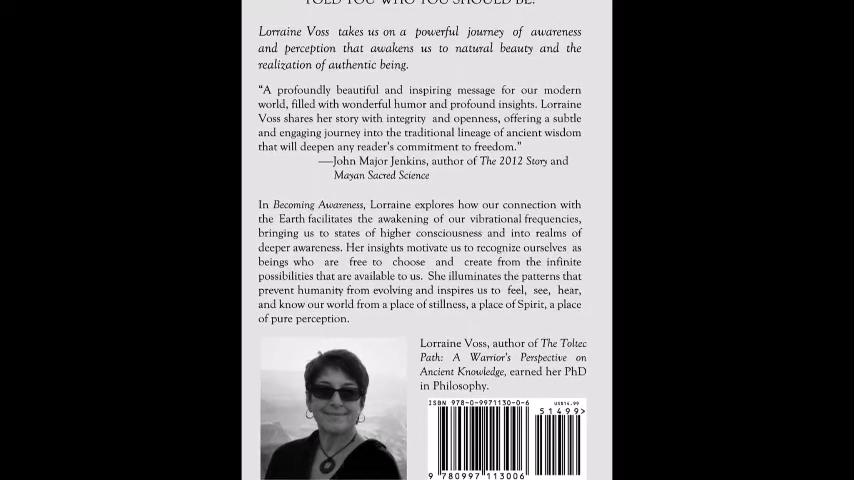 TOLD YOU WHO YOU SHOULD BE.
Lorraine Voss takes us on a powerful journey of awareness
and perception that awakens us to natural beauty and the
realization of authentic being.
“A profoundly beautiful and inspiring message for our modern
world, filled with wonderful humor and profound insights. Lorraine
Voss shares her story with integrity and openness, offering a subtle
and engaging journey into the traditional lineage of ancient wisdom
that will deepen any reader’s commitment to freedom.”
—John Major Jenkins, author of The 2012 Story and
Mayan Sacred Science
In Becoming Awareness, Lorraine explores how our connection with
the Earth facilitates the awakening of our vibrational frequencies,
bringing us to states of higher consciousness and into realms of
deeper awareness. Her insights motivate us to recognize ourselves as
beings who are free to choose and create from the infinite
possibilities that are available to us. She illuminates the patterns that
prevent humanity from evolving and inspires us to feel, see, hear,
and know our world from a place of stillness, a place of Spirit, a place
of pure perception.
Lorraine Voss, author of The Toltec
Path: A Warrior’s Perspective on
Ancient Knowledge, earned her PhD
in Philosophy.
ISBN 978-0-9971130-0-6
US$14.99
51499>
9 780997 113006